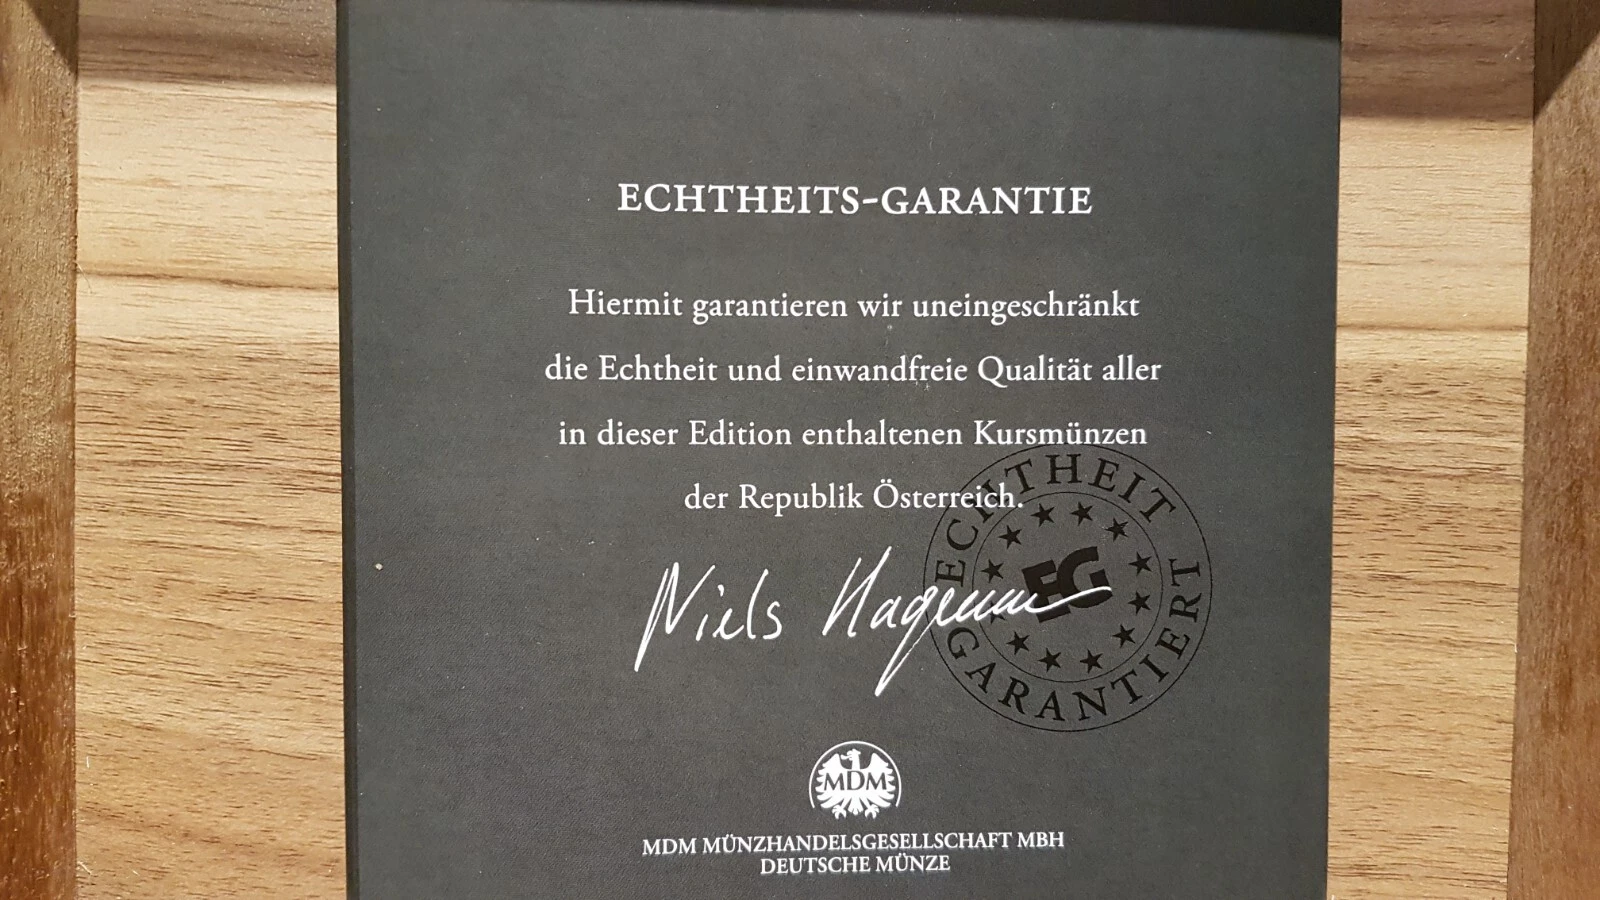 ECHTHEITS-GARANTIE
Hiermit garantieren wir uneingeschränkt
die Echtheit und einwandfreie Qualität aller
in dieser Edition enthaltenen Kursmünzen
der Republik Österreich.
ECHTHEIT
EG
GARANTIERT
Niels
MDM
MDM MÜNZHANDELSGESELLSCHAFT MBH
DEUTSCHE MÜNZE